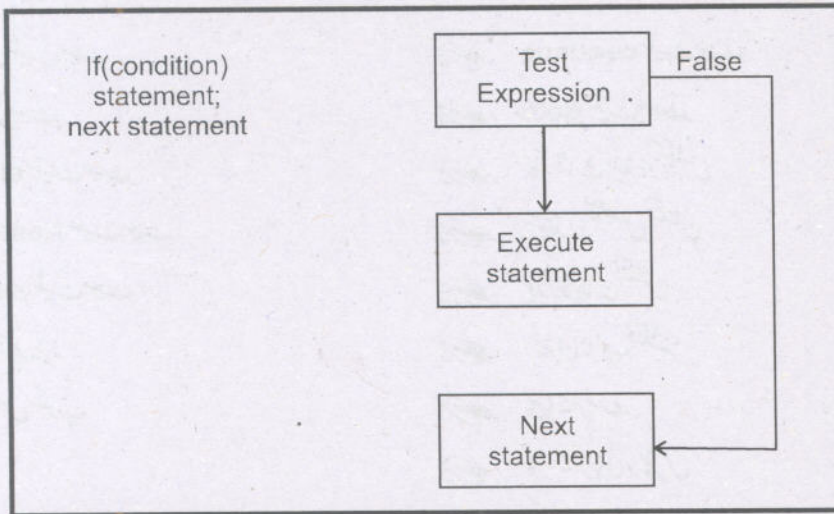 If(condition)
statement;
next statement
Test
Expression
False
Execute
statement
Next
statement